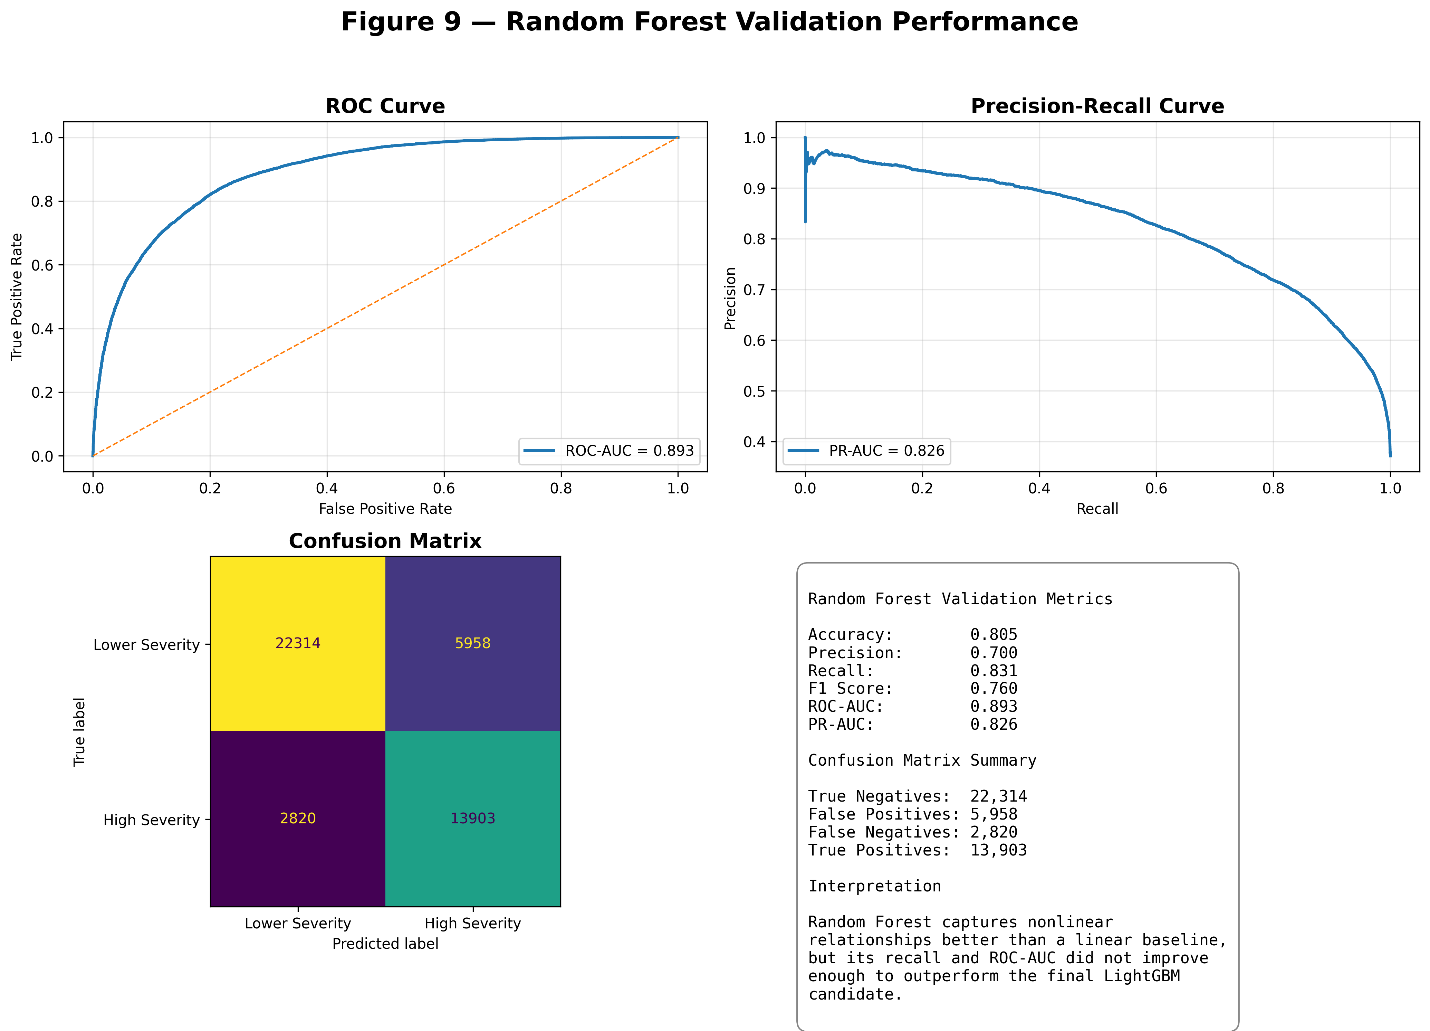 Figure 9 — Random Forest Validation Performance
ROC Curve
1.0
0.8
0.6
0.4
0.2
0.0
True Positive Rate
ROC-AUC = 0.893
0.0 0.2 0.4 0.6 0.8 1.0
False Positive Rate
Precision-Recall Curve
1.0
0.9
0.8
0.7
0.6
0.5
0.4
Precision
PR-AUC = 0.826
0.0 0.2 0.4 0.6 0.8 1.0
Recall
Confusion Matrix
True label
Lower Severity 22314 5958
High Severity 2820 13903
Lower Severity High Severity
Predicted label
Random Forest Validation Metrics
Accuracy: 0.805
Precision: 0.700
Recall: 0.831
F1 Score: 0.760
ROC-AUC: 0.893
PR-AUC: 0.826
Confusion Matrix Summary
True Negatives: 22,314
False Positives: 5,958
False Negatives: 2,820
True Positives: 13,903
Interpretation
Random Forest captures nonlinear
relationships better than a linear baseline,
but its recall and ROC-AUC did not improve
enough to outperform the final LightGBM
candidate.